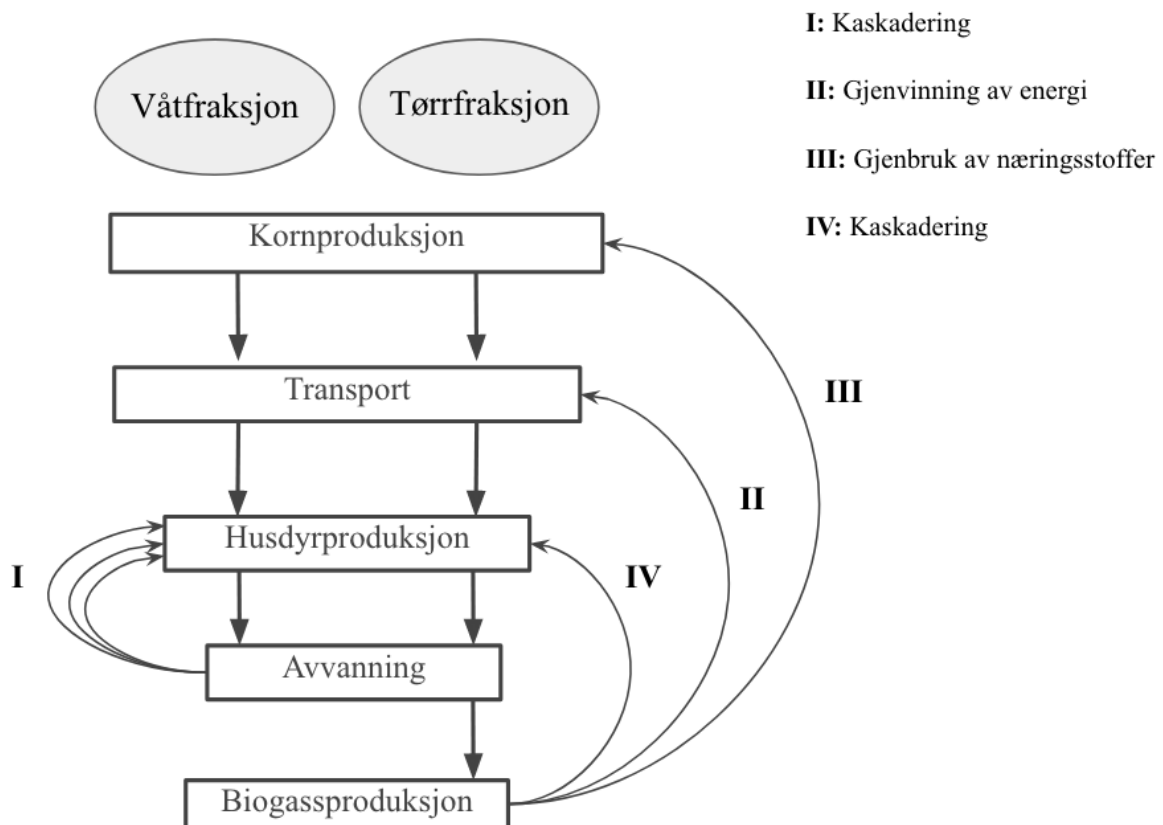 Våtfraksjon
Tørrfraksjon
Kornproduksjon
Transport
Husdyrproduksjon
Avvanning
Biogassproduksjon
I
IV
II
III
I: Kaskadering
II: Gjenvinning av energi
III: Gjenbruk av næringsstoffer
IV: Kaskadering